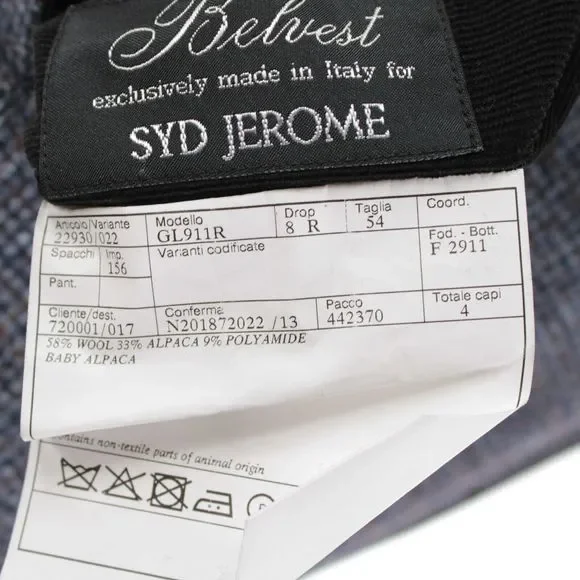 Belvest
exclusively made in Italy for
SYD JEROME
Articolo Variante Modello Drop Taglia Coord.
22930 022 GL911R 8 R 54
Spacchi Imp. Varianti codificate Fod. - Bott.
156 F 2911
Pant.
Cliente/dest. Conferma Pacco Totale capi
720001/017 N201872022 /13 442370 4
58% WOOL 33% ALPACA 9% POLYAMIDE
BABY ALPACA
non-textile parts of animal origin
P